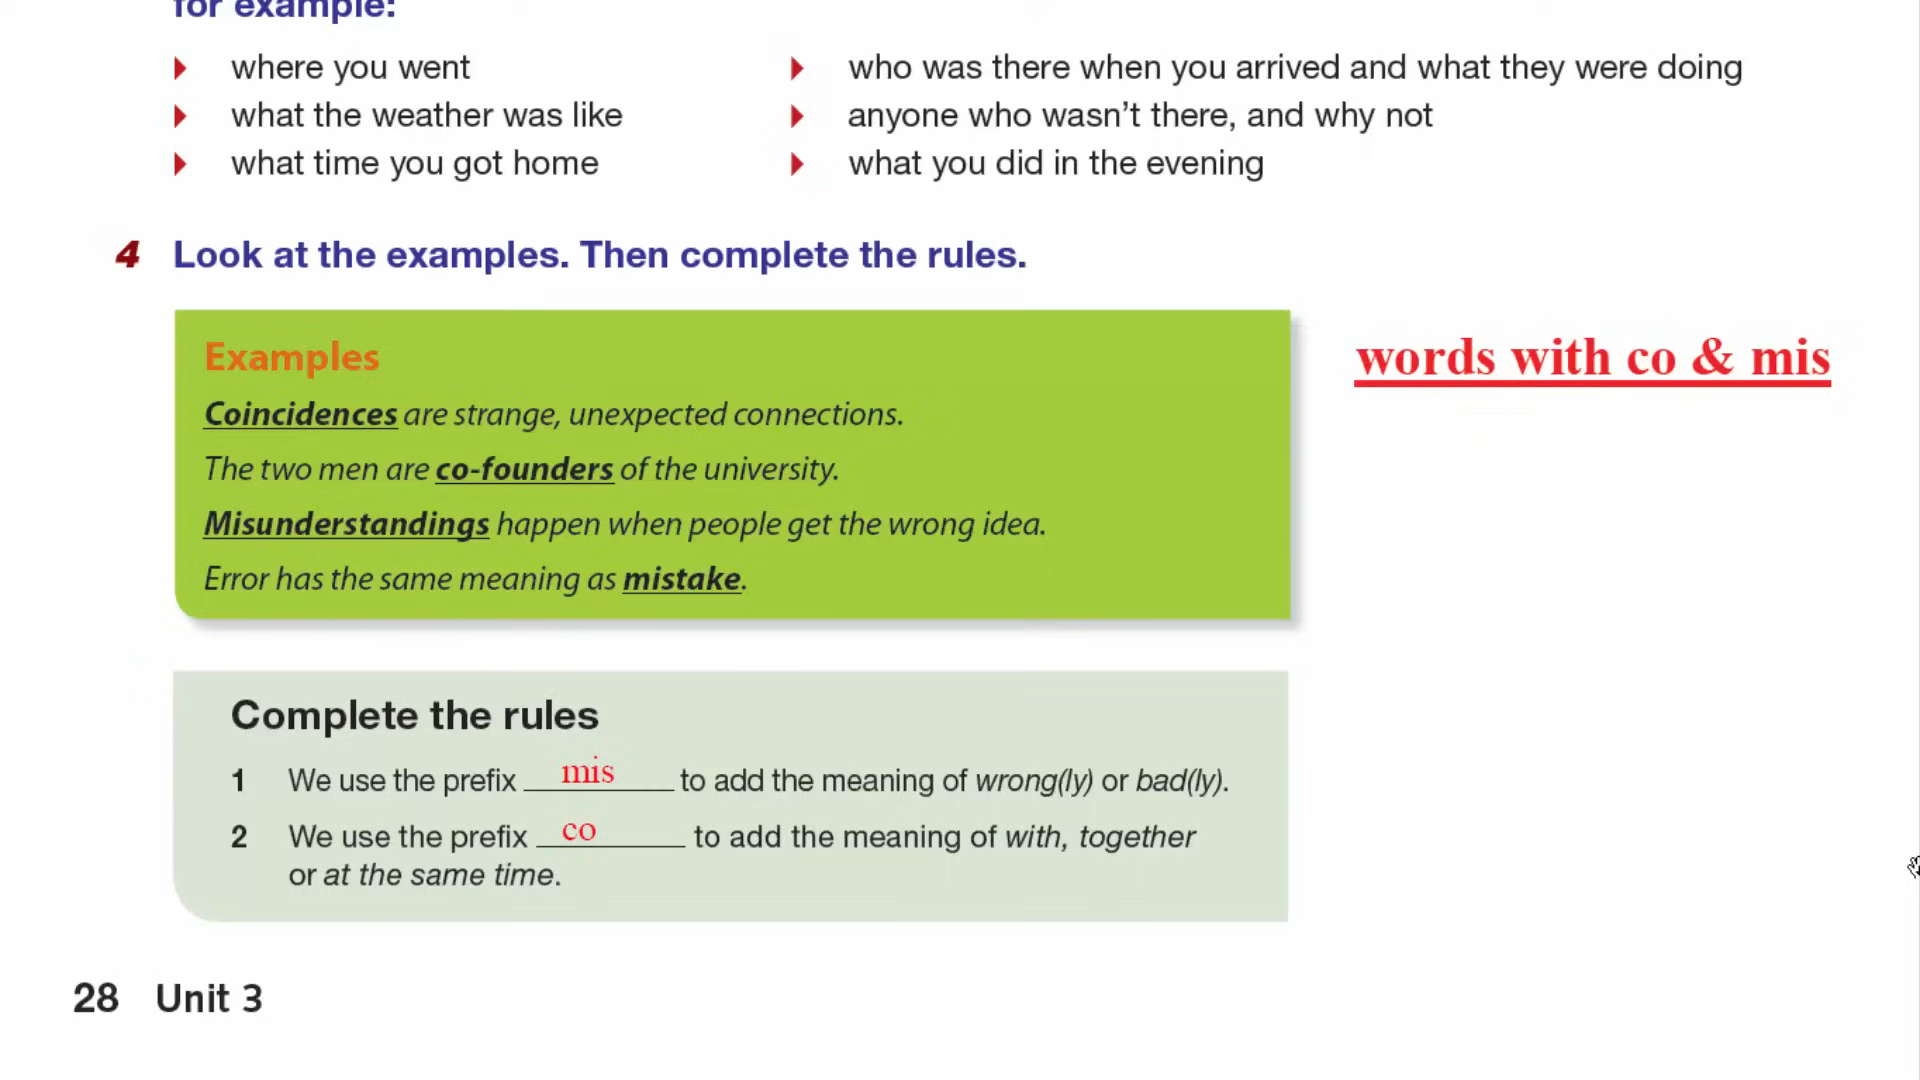 for example:
where you went
what the weather was like
what time you got home
who was there when you arrived and what they were doing
anyone who wasn’t there, and why not
what you did in the evening
4 Look at the examples. Then complete the rules.
Examples
Coincidences are strange, unexpected connections.
The two men are co-founders of the university.
Misunderstandings happen when people get the wrong idea.
Error has the same meaning as mistake.
words with co & mis
Complete the rules
1 We use the prefix mis to add the meaning of wrong(ly) or bad(ly).
2 We use the prefix co to add the meaning of with, together
or at the same time.
28 Unit 3